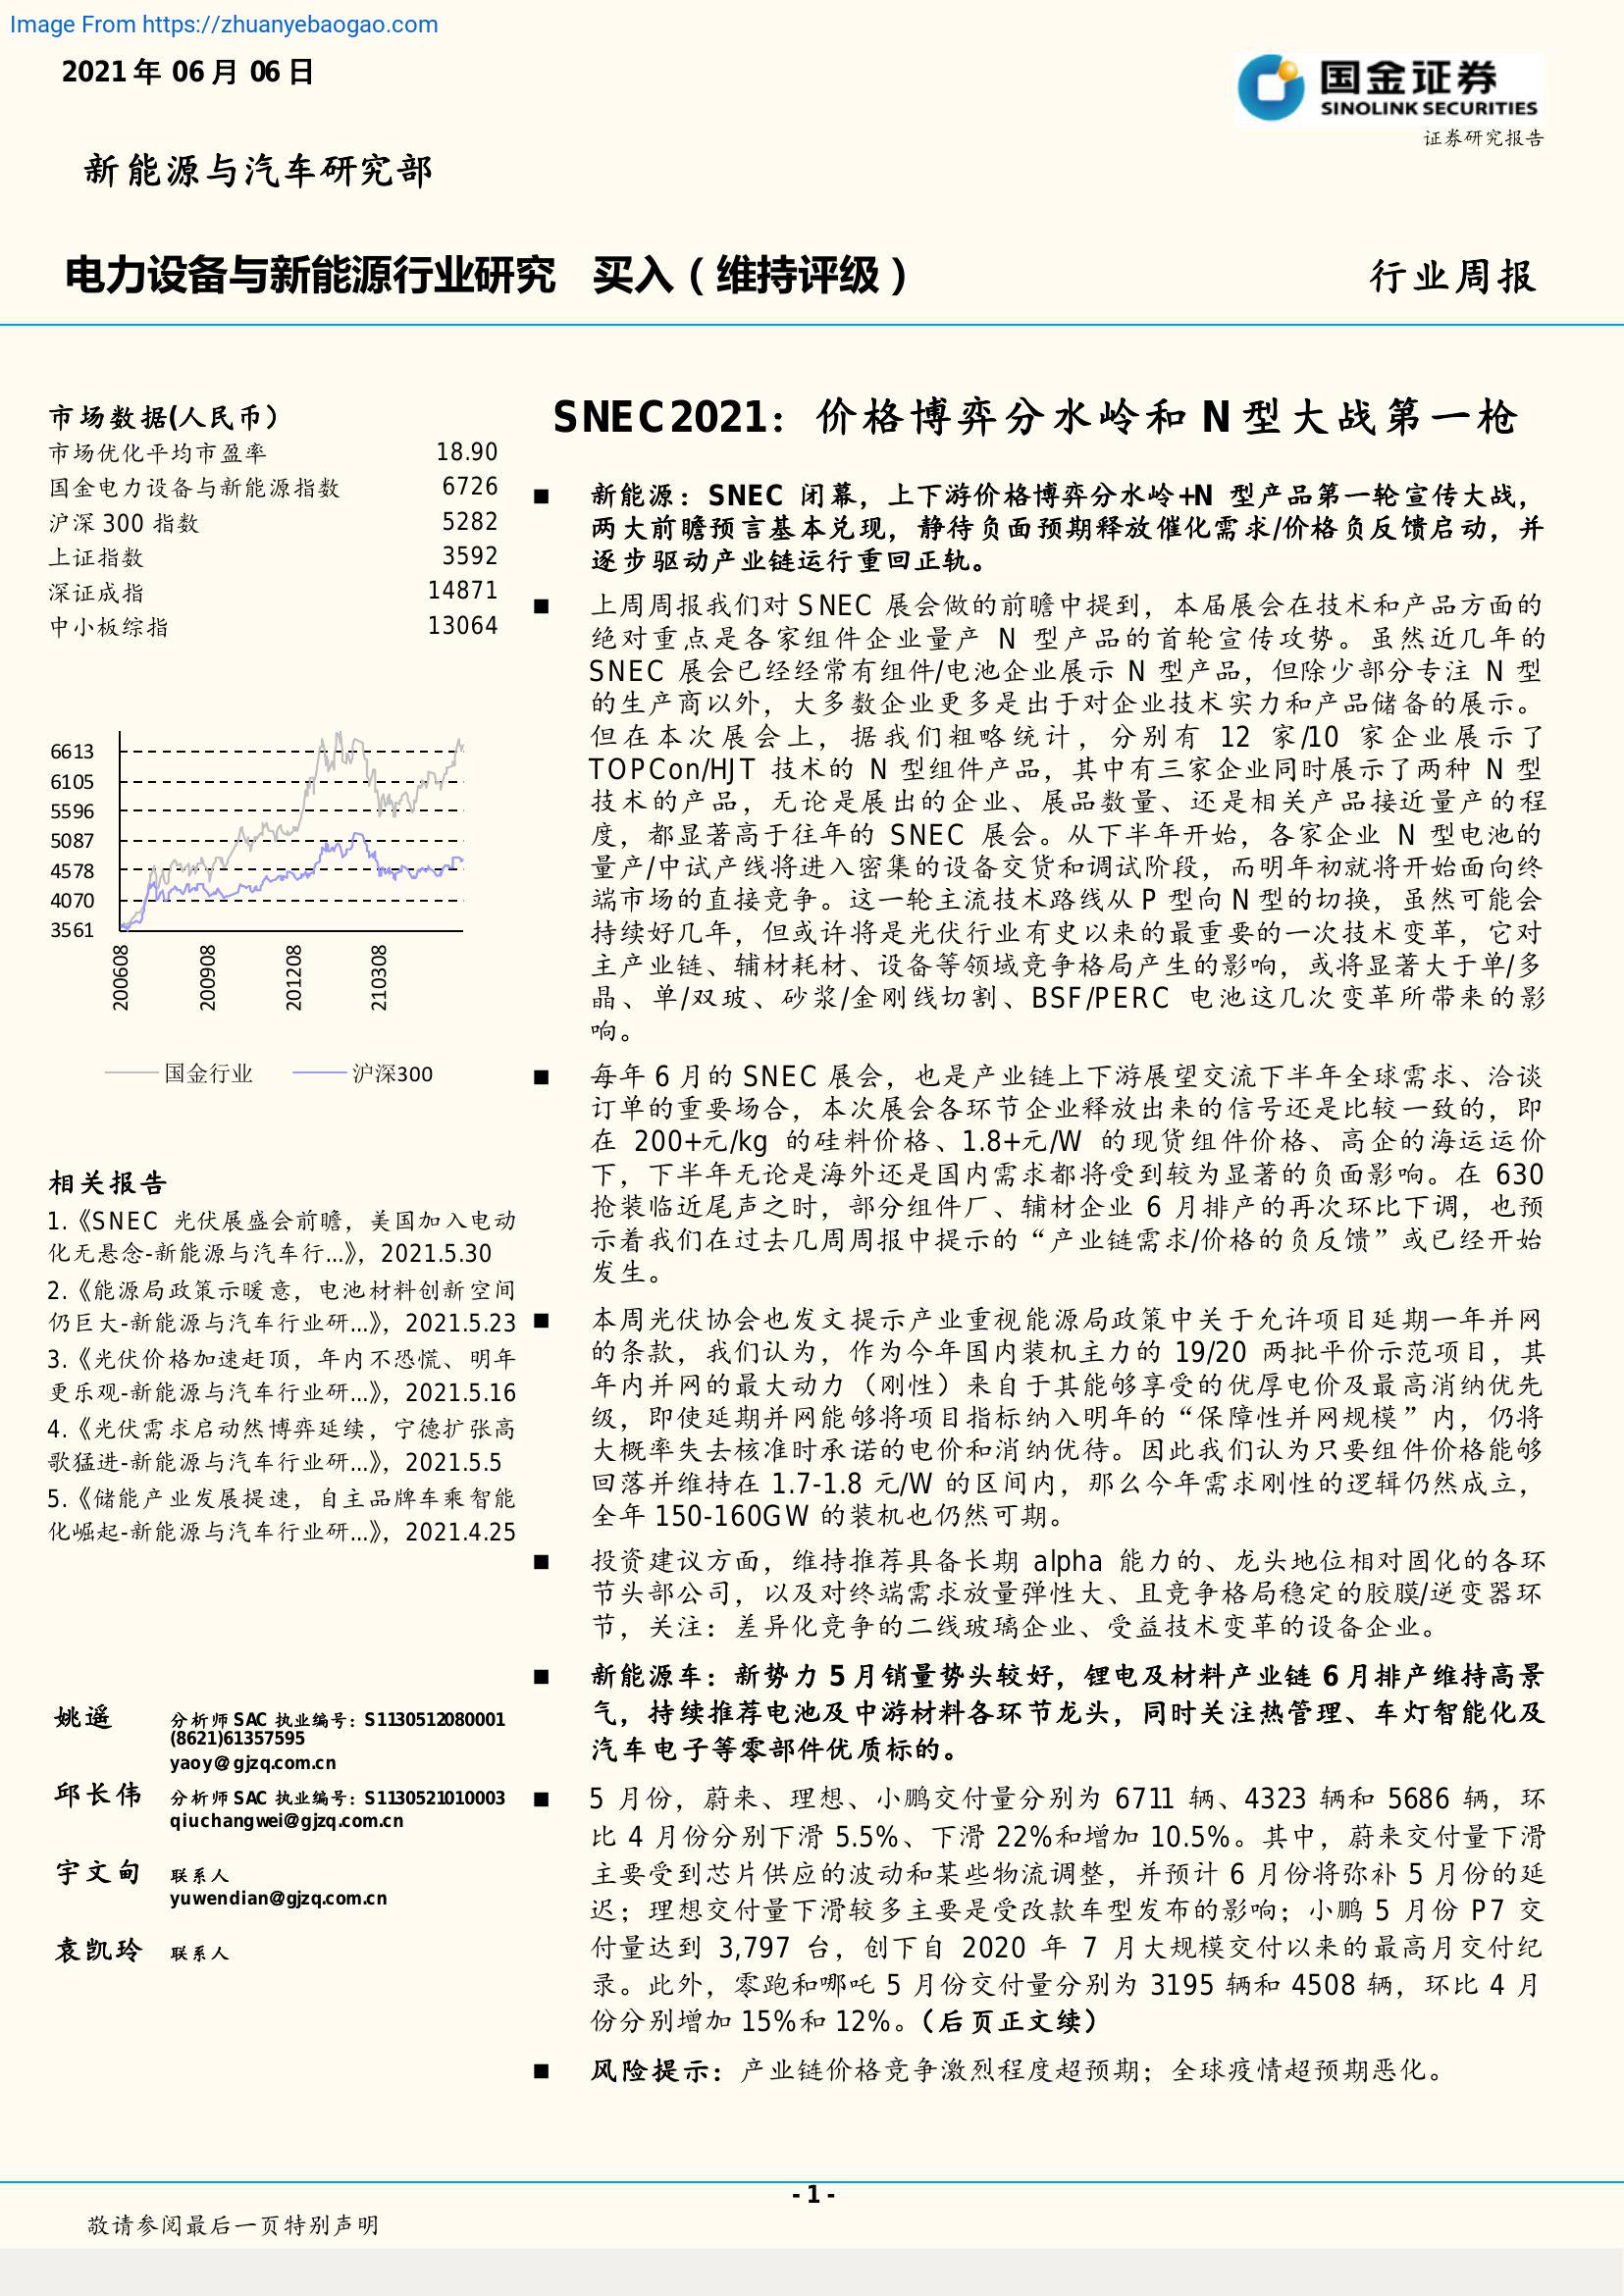 Image From https://zhuanyebaogao.com
2021年 06月 06日
国金证券
SINOLINK SECURITIES
证券研究报告
新能源与汽车研究部
电力设备与新能源行业研究 买入（维持评级）
行业周报
市场数据(人民币）
市场优化平均市盈率 18.90
国金电力设备与新能源指数 6726
沪深 300 指数 5282
上证指数 3592
深证成指 14871
中小板综指 13064
6613
6105
5596
5087
4578
4070
3561
200608
200908
201208
210308
国金行业 沪深300
相关报告
1.《SNEC 光伏展盛会前瞻，美国加入电动
化无悬念-新能源与汽车行...》，2021.5.30
2.《能源局政策示暖意，电池材料创新空间
仍巨大-新能源与汽车行业研...》，2021.5.23
3.《光伏价格加速赶顶，年内不恐慌、明年
更乐观-新能源与汽车行业研...》，2021.5.16
4.《光伏需求启动然博弈延续，宁德扩张高
歌猛进-新能源与汽车行业研...》，2021.5.5
5.《储能产业发展提速，自主品牌车乘智能
化崛起-新能源与汽车行业研...》，2021.4.25
姚遥 分析师 SAC 执业编号：S1130512080001
(8621)61357595
yaoy@gjzq.com.cn
邱长伟 分析师 SAC 执业编号：S1130521010003
qiuchangwei@gjzq.com.cn
宇文甸 联系人
yuwendian@gjzq.com.cn
袁凯玲 联系人
SNEC2021：价格博弈分水岭和 N 型大战第一枪
■ 新能源：SNEC 闭幕，上下游价格博弈分水岭+N 型产品第一轮宣传大战，
两大前瞻预言基本兑现，静待负面预期释放催化需求/价格负反馈启动，并
逐步驱动产业链运行重回正轨。
■ 上周周报我们对 SNEC 展会做的前瞻中提到，本届展会在技术和产品方面的
绝对重点是各家组件企业量产 N 型产品的首轮宣传攻势。虽然近几年的
SNEC 展会已经经常有组件/电池企业展示 N 型产品，但除少部分专注 N 型
的生产商以外，大多数企业更多是出于对企业技术实力和产品储备的展示。
但在本次展会上，据我们粗略统计，分别有 12 家/10 家企业展示了
TOPCon/HJT 技术的 N 型组件产品，其中有三家企业同时展示了两种 N 型
技术的产品，无论是展出的企业、展品数量、还是相关产品接近量产的程
度，都显著高于往年的 SNEC 展会。从下半年开始，各家企业 N 型电池的
量产/中试产线将进入密集的设备交货和调试阶段，而明年初就将开始面向终
端市场的直接竞争。这一轮主流技术路线从 P 型向 N 型的切换，虽然可能会
持续好几年，但或许将是光伏行业有史以来的最重要的一次技术变革，它对
主产业链、辅材耗材、设备等领域竞争格局产生的影响，或将显著大于单/多
晶、单/双玻、砂浆/金刚线切割、BSF/PERC 电池这几次变革所带来的影
响。
■ 每年 6 月的 SNEC 展会，也是产业链上下游展望交流下半年全球需求、洽谈
订单的重要场合，本次展会各环节企业释放出来的信号还是比较一致的，即
在 200+元/kg 的硅料价格、1.8+元/W 的现货组件价格、高企的海运运价
下，下半年无论是海外还是国内需求都将受到较为显著的负面影响。在 630
抢装临近尾声之时，部分组件厂、辅材企业 6 月排产的再次环比下调，也预
示着我们在过去几周周报中提示的“产业链需求/价格的负反馈”或已经开始
发生。
■ 本周光伏协会也发文提示产业重视能源局政策中关于允许项目延期一年并网
的条款，我们认为，作为今年国内装机主力的 19/20 两批平价示范项目，其
年内并网的最大动力（刚性）来自于其能够享受的优厚电价及最高消纳优先
级，即使延期并网能够将项目指标纳入明年的“保障性并网规模”内，仍将
大概率失去核准时承诺的电价和消纳优待。因此我们认为只要组件价格能够
回落并维持在 1.7-1.8 元/W 的区间内，那么今年需求刚性的逻辑仍然成立，
全年 150-160GW 的装机也仍然可期。
■ 投资建议方面，维持推荐具备长期 alpha 能力的、龙头地位相对固化的各环
节头部公司，以及对终端需求放量弹性大、且竞争格局稳定的胶膜/逆变器环
节，关注：差异化竞争的二线玻璃企业、受益技术变革的设备企业。
■ 新能源车：新势力 5 月销量势头较好，锂电及材料产业链 6 月排产维持高景
气，持续推荐电池及中游材料各环节龙头，同时关注热管理、车灯智能化及
汽车电子等零部件优质标的。
■ 5 月份，蔚来、理想、小鹏交付量分别为 6711 辆、4323 辆和 5686 辆，环
比 4 月份分别下滑 5.5%、下滑 22%和增加 10.5%。其中，蔚来交付量下滑
主要受到芯片供应的波动和某些物流调整，并预计 6 月份将弥补 5 月份的延
迟；理想交付量下滑较多主要是受改款车型发布的影响；小鹏 5 月份 P7 交
付量达到 3,797 台，创下自 2020 年 7 月大规模交付以来的最高月交付纪
录。此外，零跑和哪吒 5 月份交付量分别为 3195 辆和 4508 辆，环比 4 月
份分别增加 15%和 12%。（后页正文续）
■ 风险提示：产业链价格竞争激烈程度超预期；全球疫情超预期恶化。
- 1 -
敬请参阅最后一页特别声明